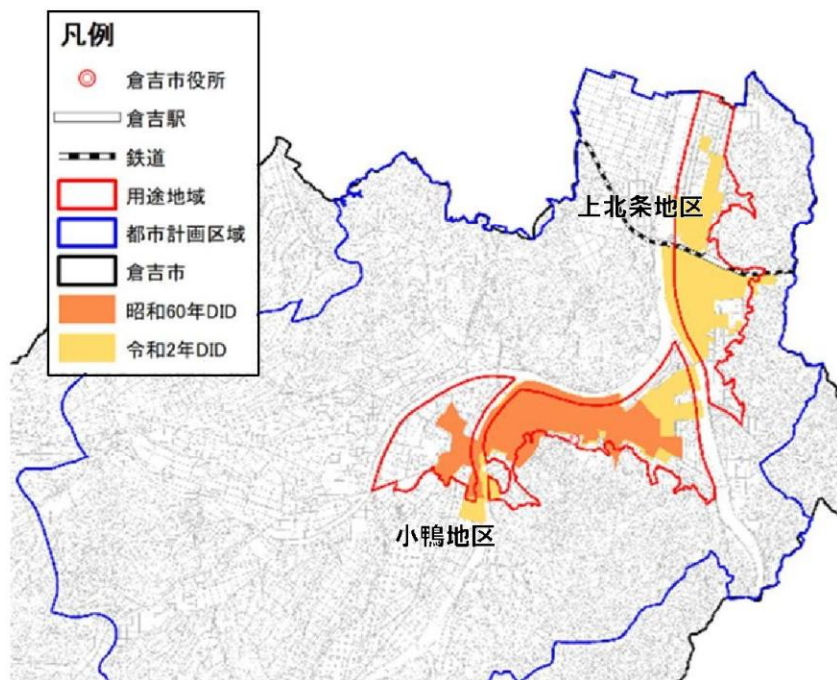 凡例
倉吉市役所
倉吉駅
鉄道
用途地域
都市計画区域
倉吉市
昭和60年DID
令和2年DID
上北条地区
小鴨地区